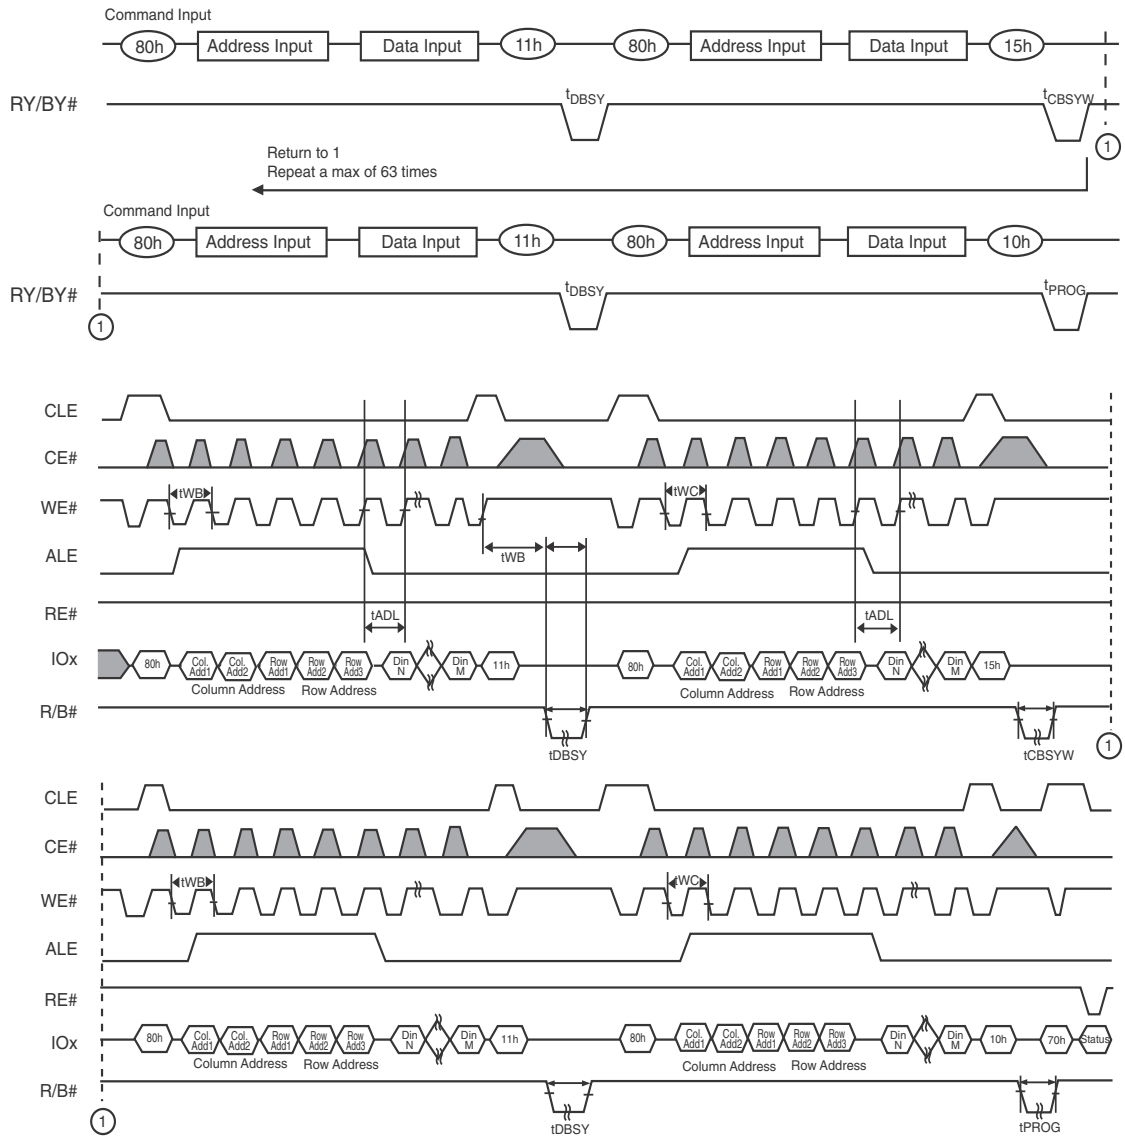 Command Input
80h Address Input Data Input 11h 80h Address Input Data Input 15h
RY/BY# tDBSY tCBSYW
1
Return to 1
Repeat a max of 63 times
Command Input
80h Address Input Data Input 11h 80h Address Input Data Input 10h
RY/BY# tDBSY tPROG
1
CLE
CE#
WE# tWB tWC
ALE tWB
RE# tADL tADL
IOx 80h Col. Add1 Col. Add2 Row Add1 Row Add2 Row Add3 Din N Din M 11h 80h Col. Add1 Col. Add2 Row Add1 Row Add2 Row Add3 Din N Din M 15h
Column Address Row Address Column Address Row Address
R/B#
tDBSY tCBSYW 1
CLE
CE#
WE# tWB tWC
ALE
RE#
IOx 80h Col. Add1 Col. Add2 Row Add1 Row Add2 Row Add3 Din N Din M 11h 80h Col. Add1 Col. Add2 Row Add1 Row Add2 Row Add3 Din N Din M 10h 70h Status
Column Address Row Address Column Address Row Address
R/B#
1 tDBSY tPROG